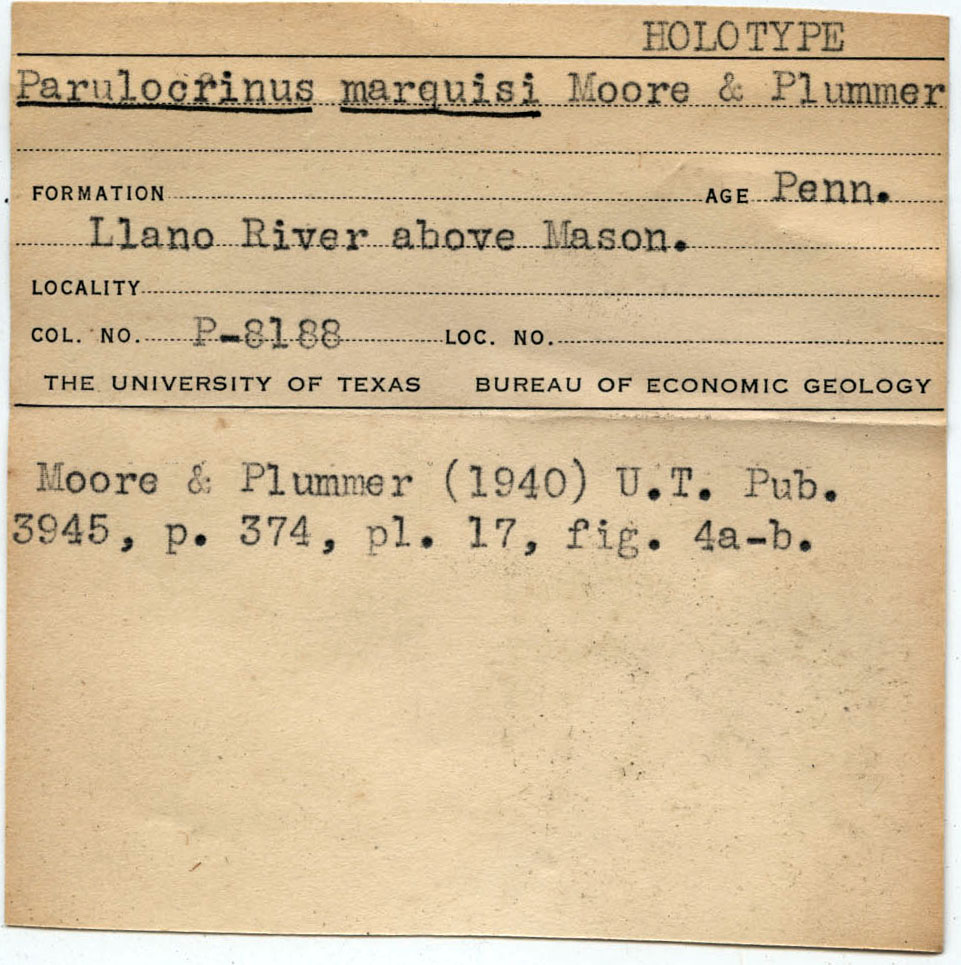 HOLOTYPE
Parulocrinus marquisi Moore & Plummer
FORMATION AGE Penn.
Llano River above Mason.
LOCALITY
COL. NO. P-8188 LOC. NO.
THE UNIVERSITY OF TEXAS BUREAU OF ECONOMIC GEOLOGY
Moore & Plummer (1940) U.T. Pub.
3945, p. 374, pl. 17, fig. 4a-b.